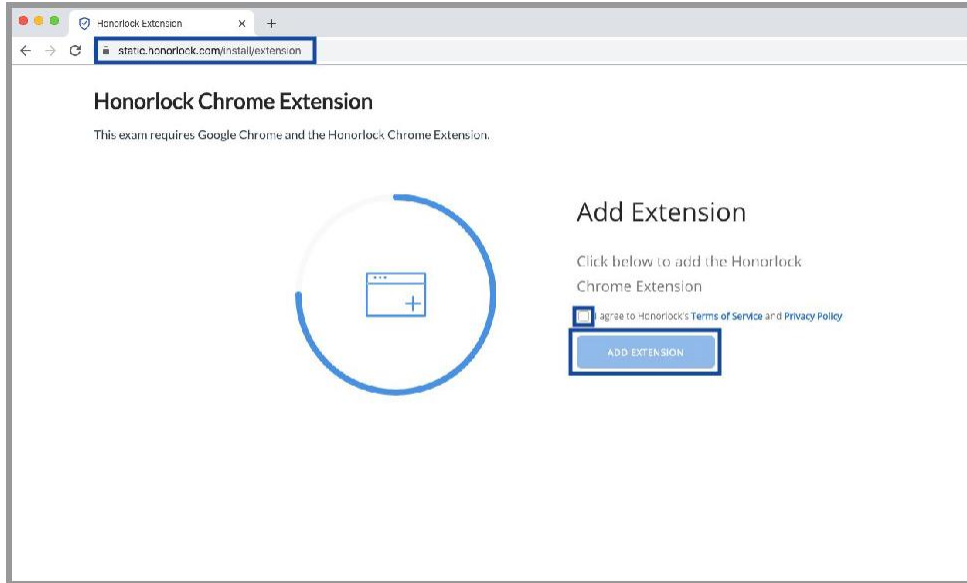 Honorlock Extension
static.honorlock.com/install/extension
Honorlock Chrome Extension
This exam requires Google Chrome and the Honorlock Chrome Extension.
Add Extension
Click below to add the Honorlock
Chrome Extension
I agree to Honorlock's Terms of Service and Privacy Policy
ADD EXTENSION